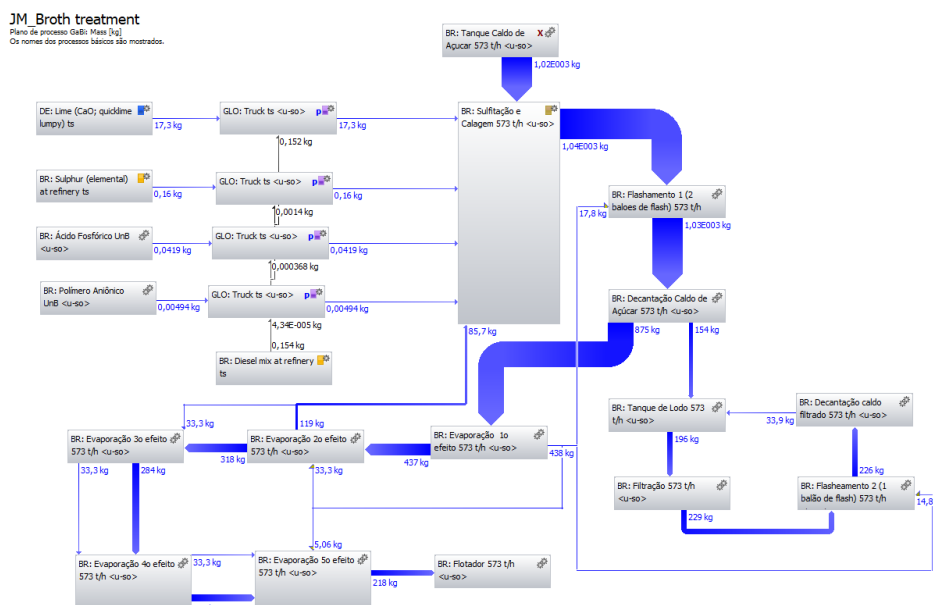 JM_Broth treatment
Plano de processo GaBi: Mass [kg]
Os nomes dos processos básicos são mostrados.
BR: Tanque Caldo de
Açucar 573 t/h <u-so>
X
1,02E003 kg
DE: Lime (CaO; quicklime
lumpy) ts
17,3 kg
GLO: Truck ts <u-so>
p
17,3 kg
0,152 kg
BR: Sulfitação e
Calagem 573 t/h <u-so>
1,04E003 kg
BR: Sulphur (elemental)
at refinery ts
0,16 kg
GLO: Truck ts <u-so>
p
0,16 kg
0,0014 kg
BR: Flashamento 1 (2
baloes de flash) 573 t/h
17,8 kg
1,03E003 kg
BR: Ácido Fosfórico UnB
<u-so>
0,0419 kg
GLO: Truck ts <u-so>
p
0,0419 kg
0,000368 kg
BR: Polímero Aniônico
UnB <u-so>
0,00494 kg
GLO: Truck ts <u-so>
p
0,00494 kg
4,34E-005 kg
0,154 kg
BR: Diesel mix at refinery
ts
BR: Decantação Caldo de
Açúcar 573 t/h <u-so>
85,7 kg
875 kg
154 kg
BR: Tanque de Lodo 573
t/h <u-so>
33,9 kg
BR: Decantação caldo
filtrado 573 t/h <u-so>
196 kg
226 kg
33,3 kg
119 kg
BR: Evaporação 3o efeito
573 t/h <u-so>
318 kg
BR: Evaporação 2o efeito
573 t/h <u-so>
437 kg
BR: Evaporação 1o
efeito 573 t/h <u-so>
438 kg
33,3 kg
284 kg
33,3 kg
BR: Filtração 573 t/h
<u-so>
229 kg
BR: Flasheamento 2 (1
balão de flash) 573 t/h
14,8
5,06 kg
BR: Evaporação 4o efeito
573 t/h <u-so>
33,3 kg
BR: Evaporação 5o efeito
573 t/h <u-so>
218 kg
BR: Flotador 573 t/h
<u-so>